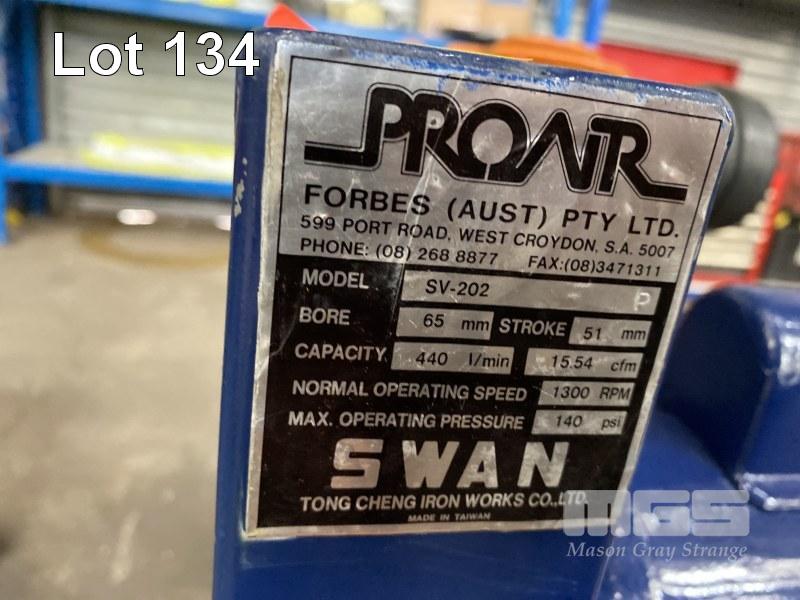 Lot 134
PROAIR
FORBES (AUST) PTY LTD.
599 PORT ROAD, WEST CROYDON, S.A. 5007
PHONE: (08) 268 8877 FAX:(08)3471311
MODEL SV-202 P
BORE 65 mm STROKE 51 mm
CAPACITY 440 l/min 15.54 cfm
NORMAL OPERATING SPEED 1300 RPM
MAX. OPERATING PRESSURE 140 psi
SWAN
TONG CHENG IRON WORKS CO.,LTD.
MADE IN TAIWAN
MGS
Mason Gray Strange